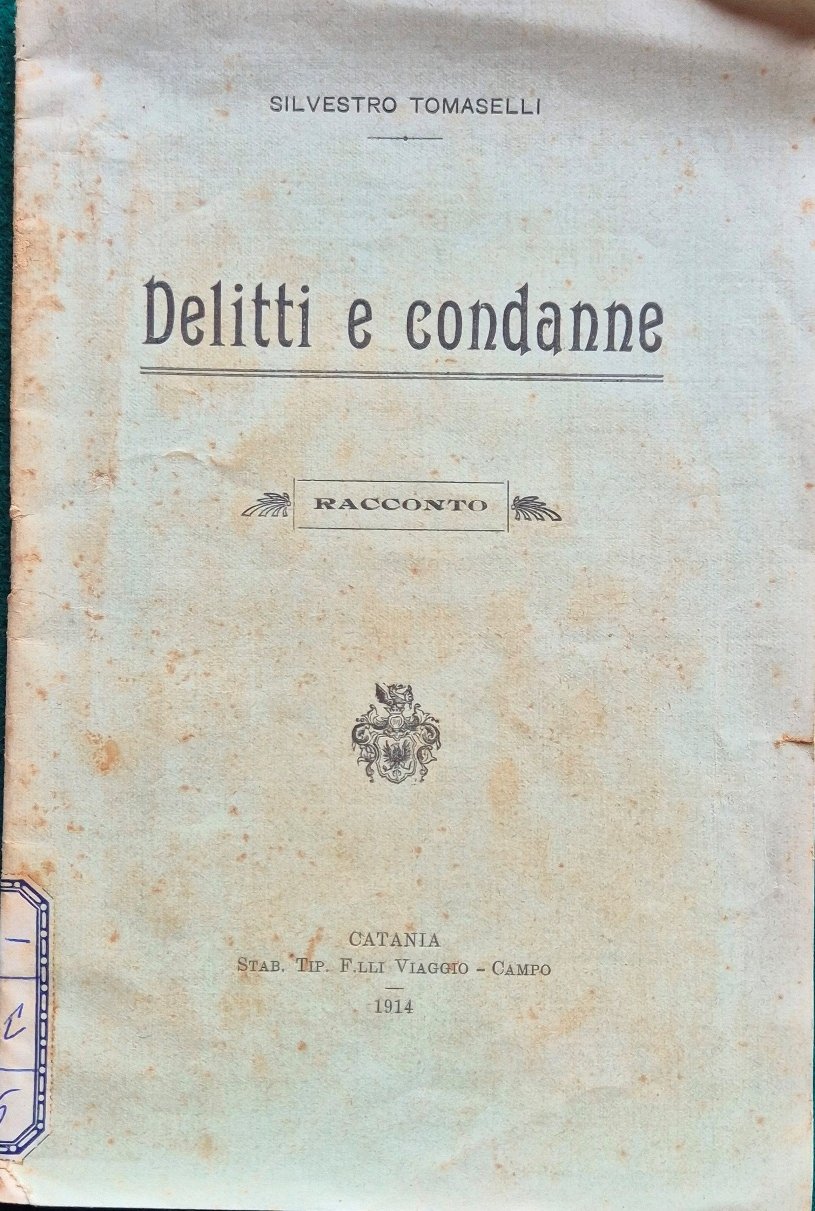 SILVESTRO TOMASELLI
Delitti e condanne
RACCONTO
CATANIA
STAB. TIP. F.LLI VIAGGIO - CAMPO
1914